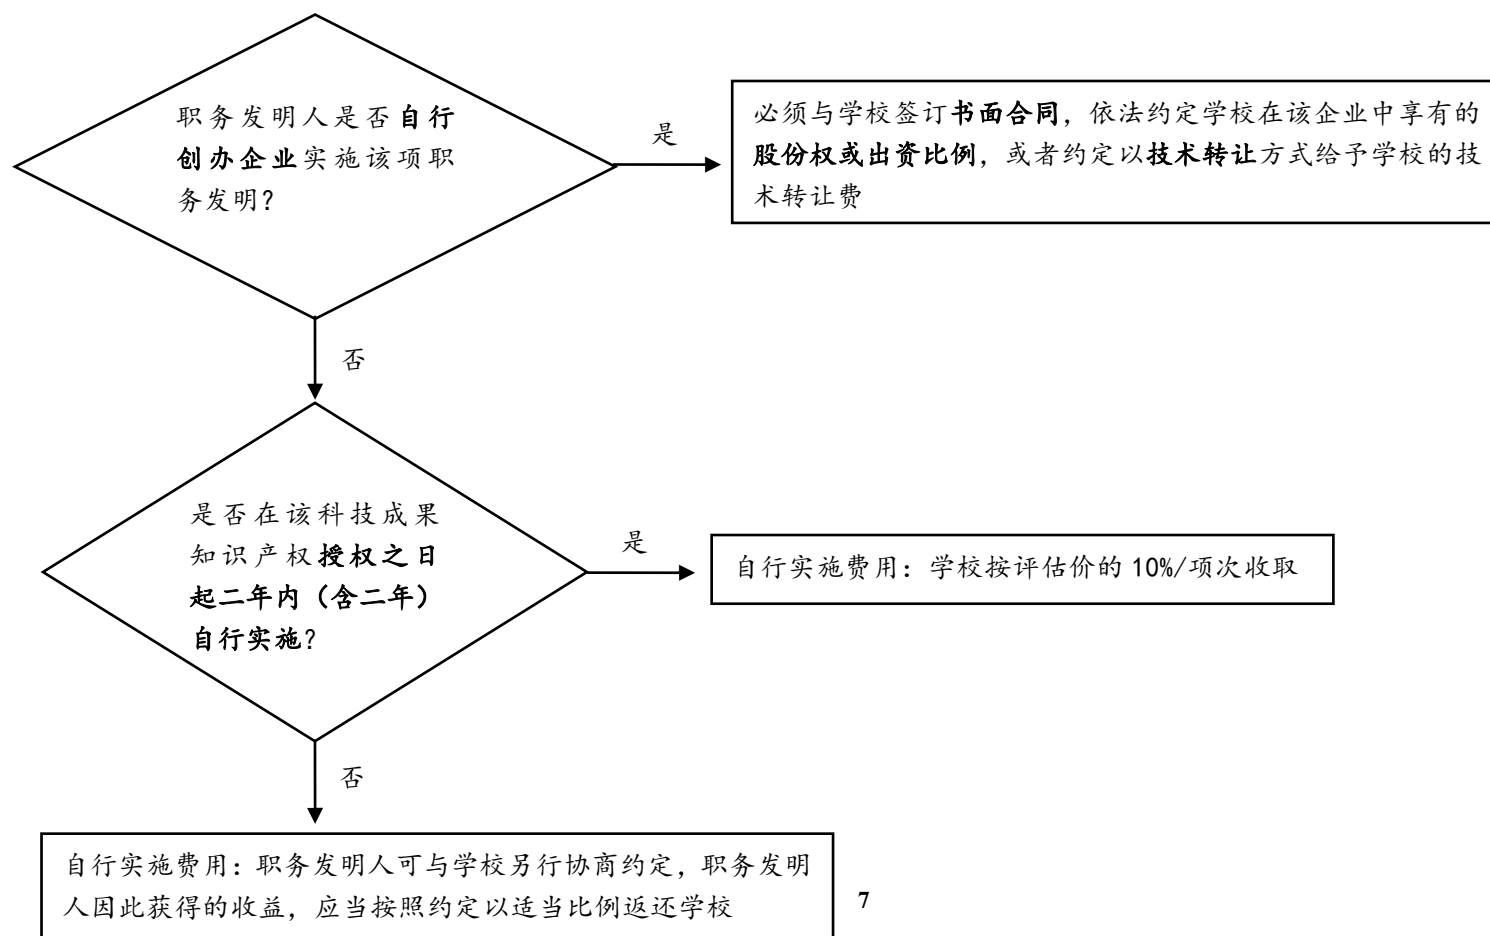 职务发明人是否自行
创办企业实施该项职
务发明?
是
必须与学校签订书面合同，依法约定学校在该企业中享有的
股份权或出资比例，或者约定以技术转让方式给予学校的技
术转让费
否
是否在该科技成果
知识产权授权之日
起二年内（含二年）
自行实施?
是
自行实施费用：学校按评估价的 10%/项次收取
否
自行实施费用：职务发明人可与学校另行协商约定，职务发明
人因此获得的收益，应当按照约定以适当比例返还学校
7